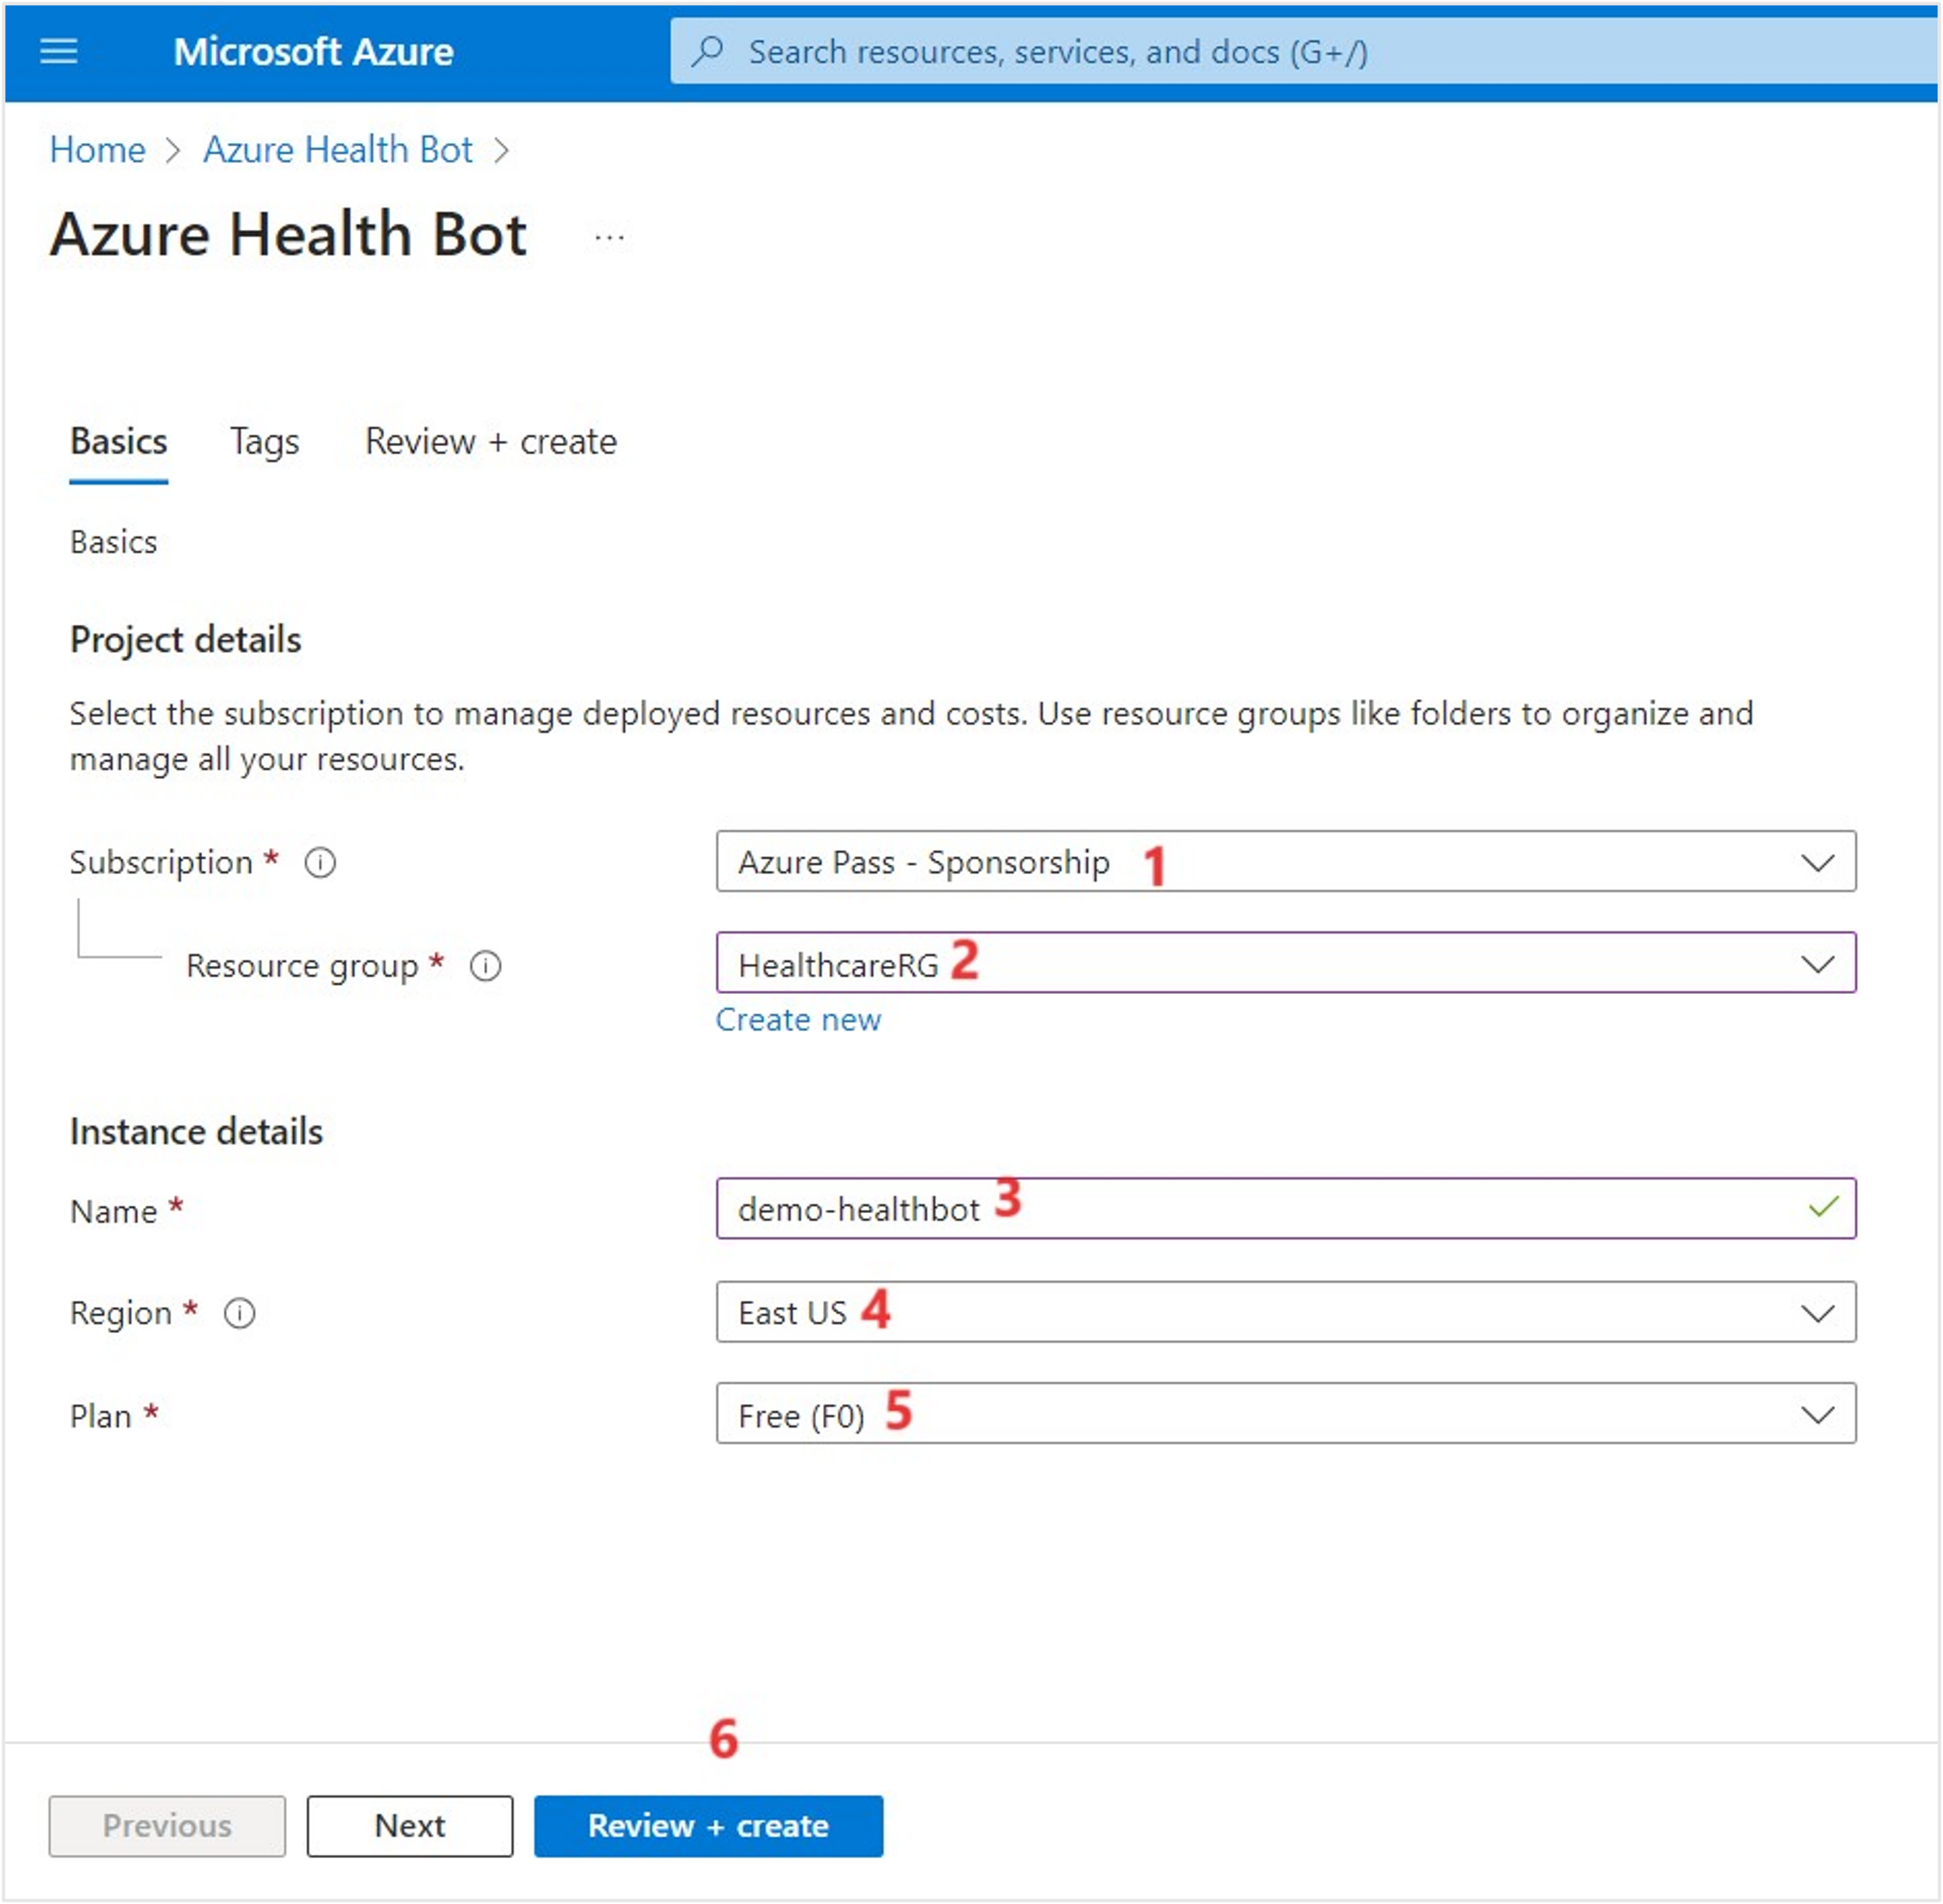 Microsoft Azure
Search resources, services, and docs (G+/)
Home > Azure Health Bot >
Azure Health Bot ...
Basics Tags Review + create
Basics
Project details
Select the subscription to manage deployed resources and costs. Use resource groups like folders to organize and
manage all your resources.
Subscription * Azure Pass - Sponsorship 1
Resource group * HealthcareRG 2
Create new
Instance details
Name * demo-healthbot 3
Region * East US 4
Plan * Free (F0) 5
6
Previous Next Review + create